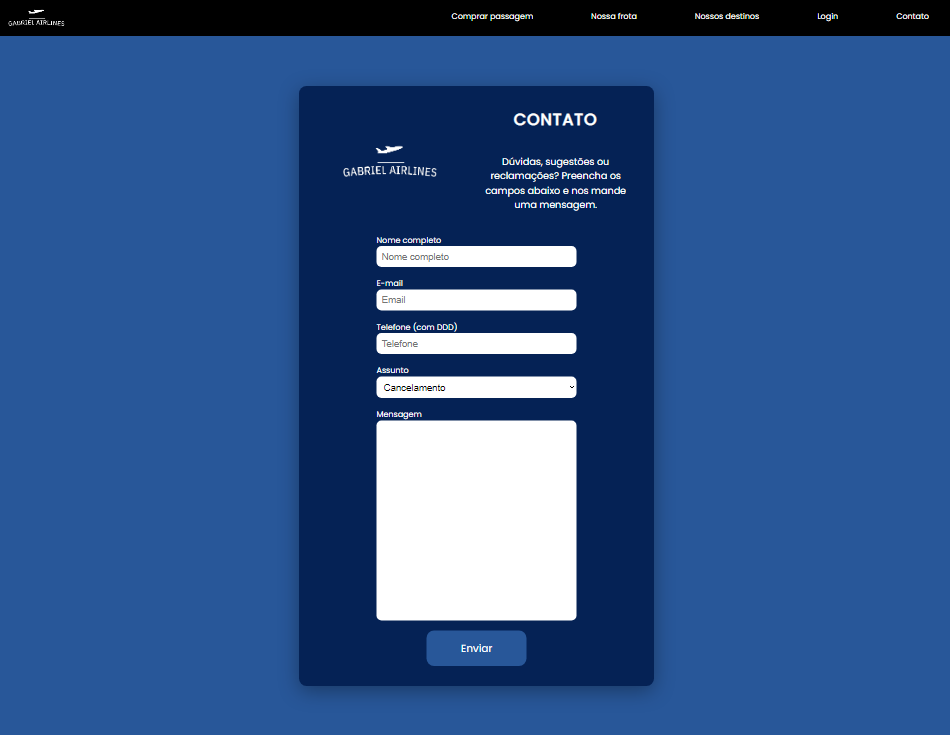 GABRIEL AIRLINES
Comprar passagem
Nossa frota
Nossos destinos
Login
Contato
CONTATO
GABRIEL AIRLINES
Dúvidas, sugestões ou
reclamações? Preencha os
campos abaixo e nos mande
uma mensagem.
Nome completo
Nome completo
E-mail
Email
Telefone (com DDD)
Telefone
Assunto
Cancelamento
Mensagem
Enviar